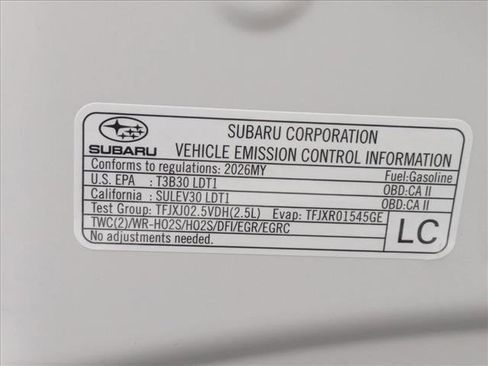 SUBARU
SUBARU CORPORATION
VEHICLE EMISSION CONTROL INFORMATION
Conforms to regulations: 2026MY Fuel:Gasoline
U.S. EPA : T3B30 LDT1 OBD:CA II
California : SULEV30 LDT1 OBD:CA II
Test Group: TFJXJ02.5VDH(2.5L) Evap: TFJXR01545GE
TWC(2)/WR-HO2S/HO2S/DFI/EGR/EGRC
No adjustments needed.
LC